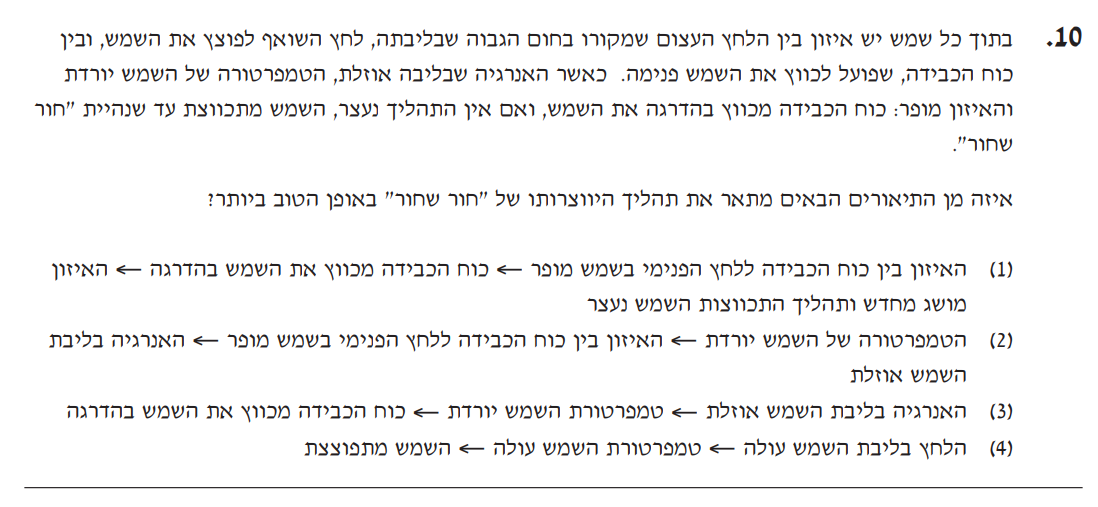 10. בתוך כל שמש יש איזון בין הלחץ העצום שמקורו בחום הגבוה שבליבתה, לחץ השואף לפוצץ את השמש, ובין
כוח הכבידה, שפועל לכווץ את השמש פנימה. כאשר האנרגיה שבליבה אוזלת, הטמפרטורה של השמש יורדת
והאיזון מופר: כוח הכבידה מכווץ בהדרגה את השמש, ואם אין התהליך נעצר, השמש מתכווצת עד שנהיית "חור
שחור".
איזה מן התיאורים הבאים מתאר את תהליך היווצרותו של "חור שחור" באופן הטוב ביותר?
(1) האיזון בין כוח הכבידה ללחץ הפנימי בשמש מופר ← כוח הכבידה מכווץ את השמש בהדרגה ← האיזון
מושג מחדש ותהליך התכווצות השמש נעצר
(2) הטמפרטורה של השמש יורדת ← האיזון בין כוח הכבידה ללחץ הפנימי בשמש מופר ← האנרגיה בליבת
השמש אוזלת
(3) האנרגיה בליבת השמש אוזלת ← טמפרטורת השמש יורדת ← כוח הכבידה מכווץ את השמש בהדרגה
(4) הלחץ בליבת השמש עולה ← טמפרטורת השמש עולה ← השמש מתפוצצת